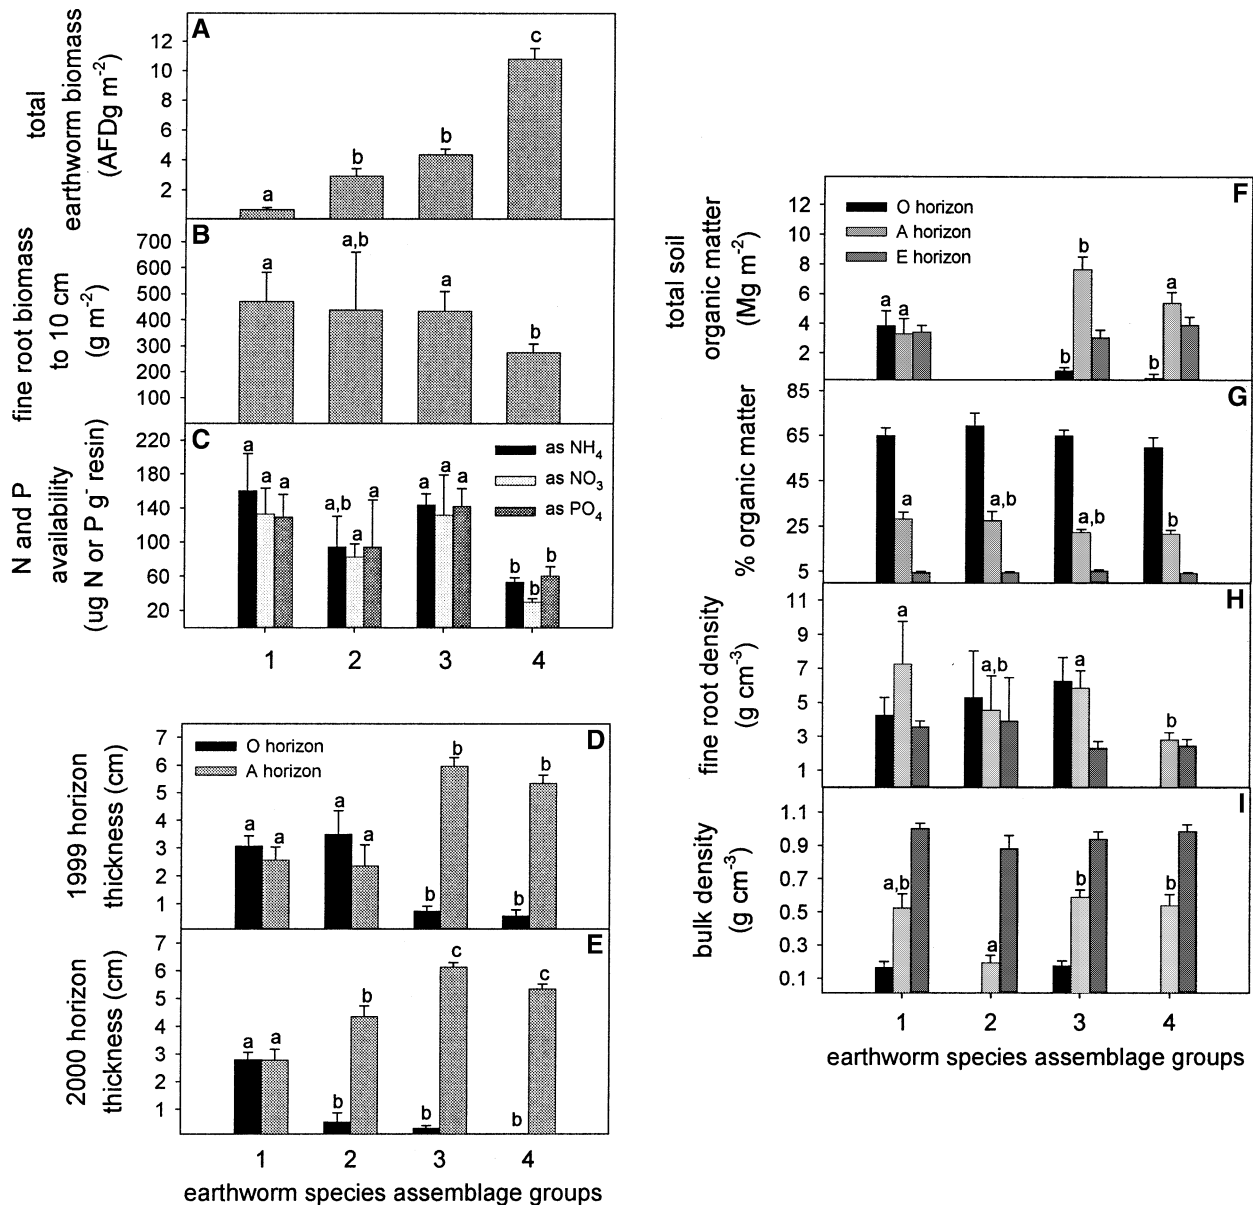 A
total
earthworm biomass
(AFDg m-2)
12
10
8
6
4
2
a
b
b
c
B
fine root biomass
to 10 cm
(g m-2)
700
600
500
400
300
200
100
a
a,b
a
b
C
N and P
availability
(ug N or P g- resin)
220
180
140
100
60
20
as NH4
as NO3
as PO4
a
a
a
a,b
a
a
a
a
a
b
b
b
1
2
3
4
D
1999 horizon
thickness (cm)
7
6
5
4
3
2
1
O horizon
A horizon
a
a
a
a
b
b
b
b
E
2000 horizon
thickness (cm)
7
6
5
4
3
2
1
a
a
b
b
b
c
b
c
1
2
3
4
earthworm species assemblage groups
F
total soil
organic matter
(Mg m-2)
12
10
8
6
4
2
O horizon
A horizon
E horizon
a
a
b
b
b
a
G
% organic matter
85
65
45
25
5
a
a,b
a,b
b
H
fine root density
(g cm-3)
11
9
7
5
3
1
a
a,b
a
b
I
bulk density
(g cm-3)
1.1
0.9
0.7
0.5
0.3
0.1
a,b
a
b
b
1
2
3
4
earthworm species assemblage groups